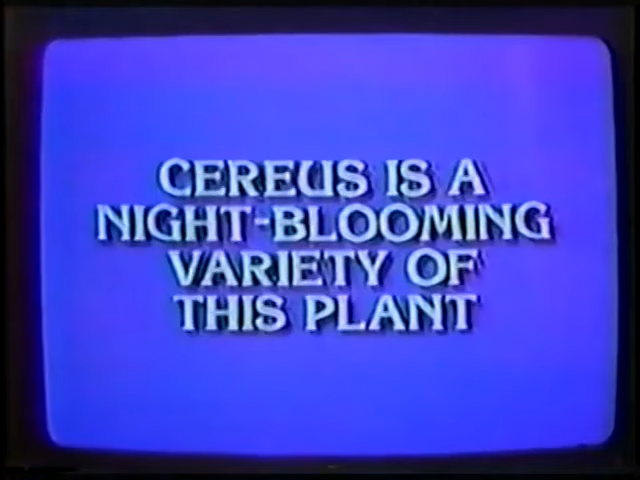 CEREUS IS A
NIGHT-BLOOMING
VARIETY OF
THIS PLANT